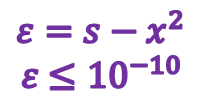 ε = s − x²
ε ≤ 10⁻¹⁰